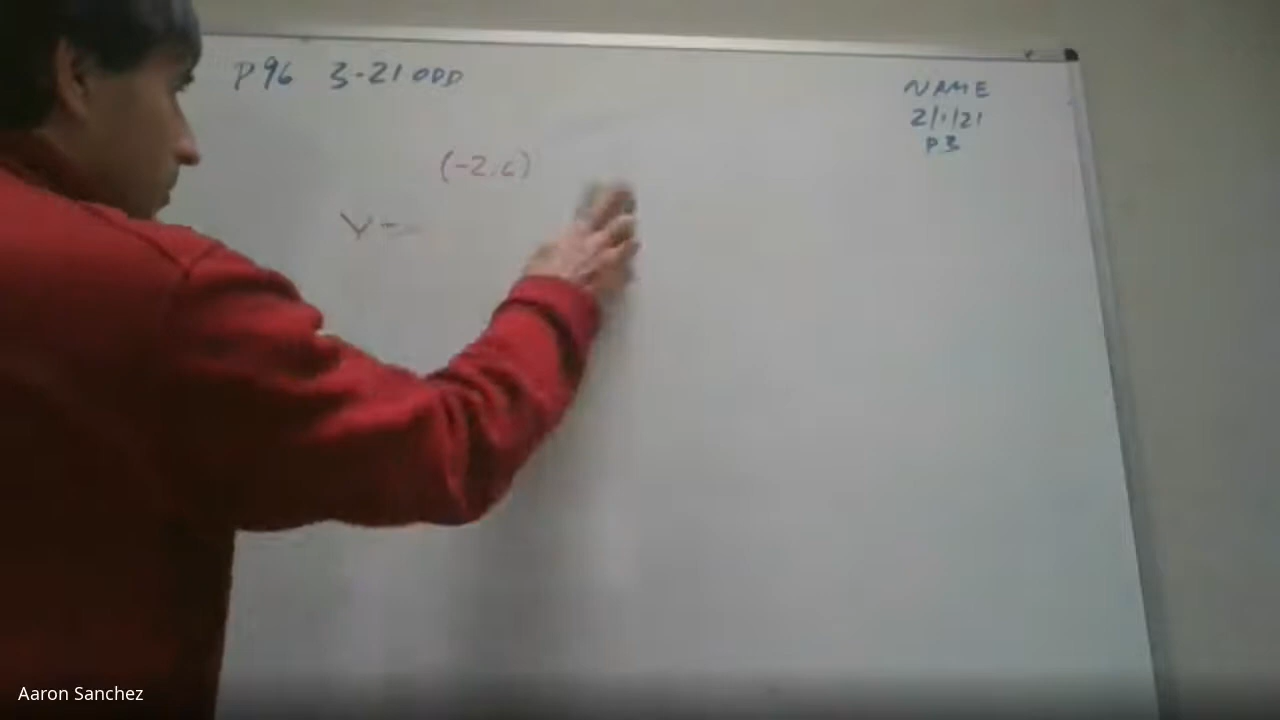 P96 3-21 ODD
NAME
2/1/21
P3
(-2,6)
Y=
Aaron Sanchez